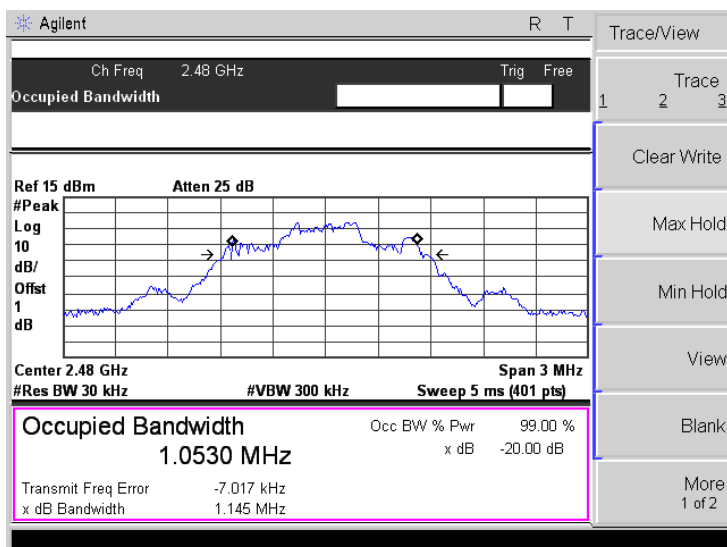 Agilent R T
Ch Freq 2.48 GHz Trig Free
Occupied Bandwidth
Ref 15 dBm Atten 25 dB
#Peak
Log
10
dB/
Offst
1
dB
Center 2.48 GHz Span 3 MHz
#Res BW 30 kHz #VBW 300 kHz Sweep 5 ms (401 pts)
Occupied Bandwidth Occ BW % Pwr 99.00 %
1.0530 MHz x dB -20.00 dB
Transmit Freq Error -7.017 kHz
x dB Bandwidth 1.145 MHz
Trace/View
Trace
1 2 3
Clear Write
Max Hold
Min Hold
View
Blank
More
1 of 2